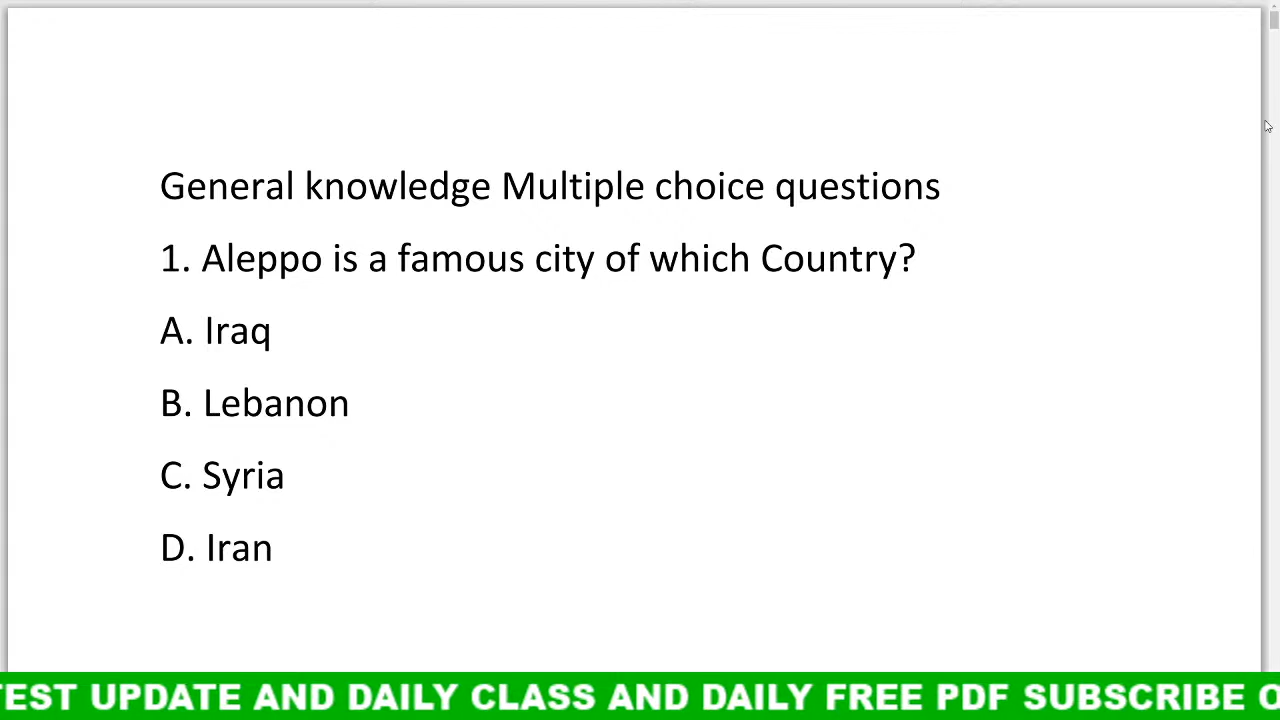 General knowledge Multiple choice questions
1. Aleppo is a famous city of which Country?
A. Iraq
B. Lebanon
C. Syria
D. Iran
UPDATE AND DAILY CLASS AND DAILY FREE PDF SUBSCRIBE